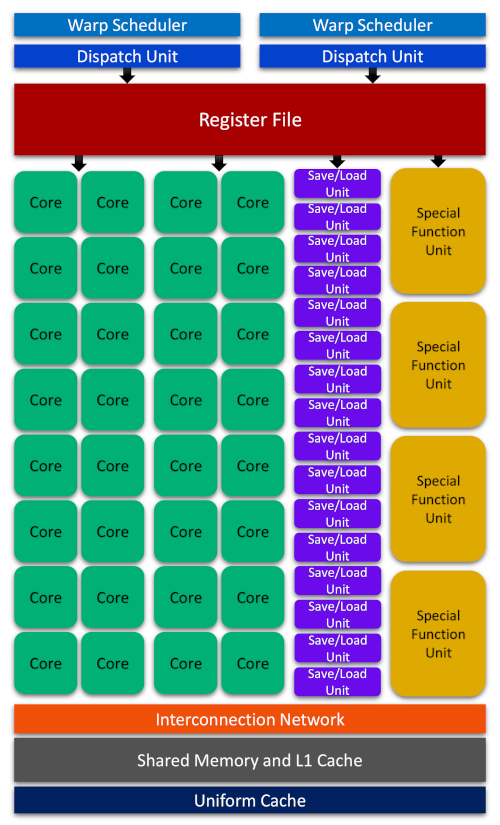 Warp Scheduler
Warp Scheduler
Dispatch Unit
Dispatch Unit
Register File
Core Core Core Core
Core Core Core Core
Core Core Core Core
Core Core Core Core
Core Core Core Core
Core Core Core Core
Core Core Core Core
Core Core Core Core
Save/Load
Unit
Save/Load
Unit
Save/Load
Unit
Save/Load
Unit
Save/Load
Unit
Save/Load
Unit
Save/Load
Unit
Save/Load
Unit
Save/Load
Unit
Save/Load
Unit
Save/Load
Unit
Save/Load
Unit
Save/Load
Unit
Save/Load
Unit
Save/Load
Unit
Save/Load
Unit
Special
Function
Unit
Special
Function
Unit
Special
Function
Unit
Special
Function
Unit
Interconnection Network
Shared Memory and L1 Cache
Uniform Cache